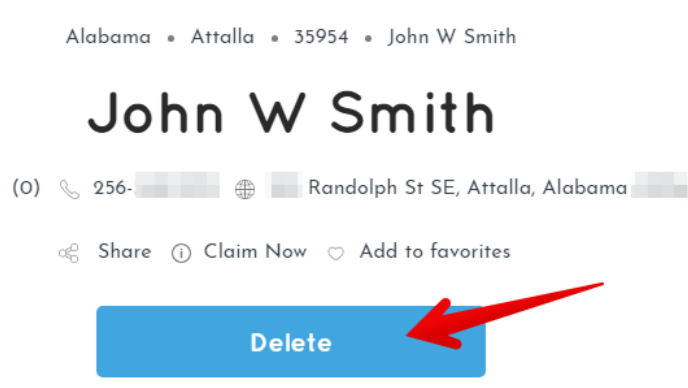 Alabama • Attalla • 35954 • John W Smith
John W Smith
(0) 256- Randolph St SE, Attalla, Alabama
Share Claim Now Add to favorites
Delete